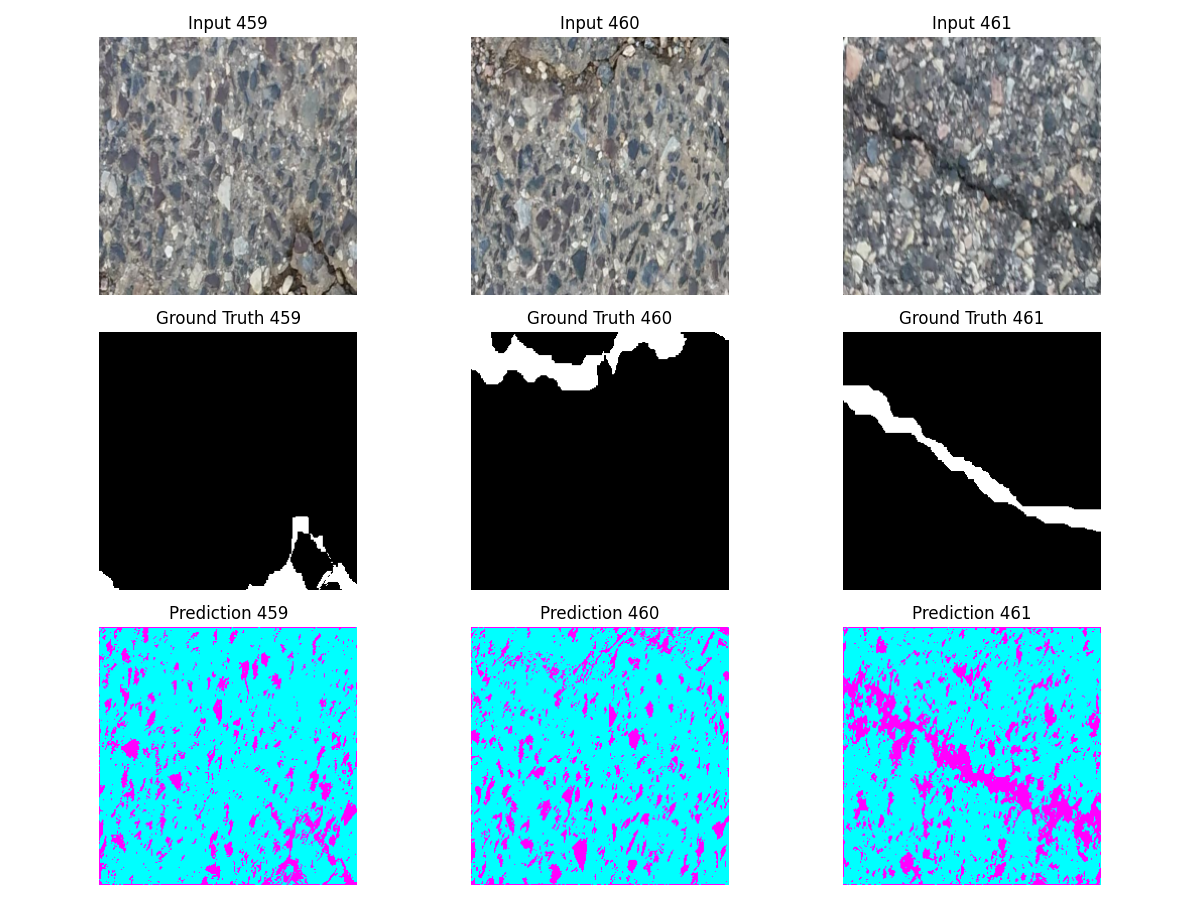 Input 459
Input 460
Input 461
Ground Truth 459
Ground Truth 460
Ground Truth 461
Prediction 459
Prediction 460
Prediction 461